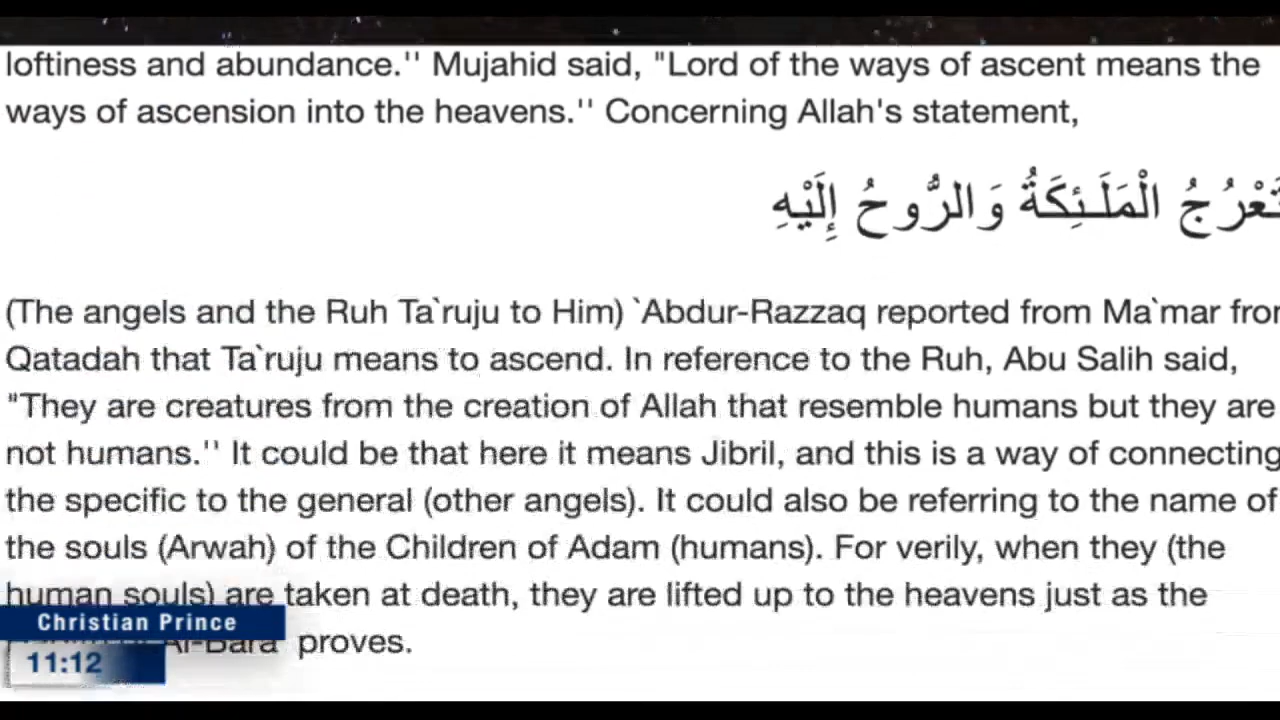 loftiness and abundance.'' Mujahid said, "Lord of the ways of ascent means the
ways of ascension into the heavens.'' Concerning Allah's statement,
تَعْرُجُ الْمَلَـئِكَةُ وَالرُّوحُ إِلَيْهِ
(The angels and the Ruh Ta`ruju to Him) `Abdur-Razzaq reported from Ma`mar fror
Qatadah that Ta`ruju means to ascend. In reference to the Ruh, Abu Salih said,
"They are creatures from the creation of Allah that resemble humans but they are
not humans.'' It could be that here it means Jibril, and this is a way of connecting
the specific to the general (other angels). It could also be referring to the name of
the souls (Arwah) of the Children of Adam (humans). For verily, when they (the
human souls) are taken at death, they are lifted up to the heavens just as the
Al-Bara' proves.
Christian Prince
11:12